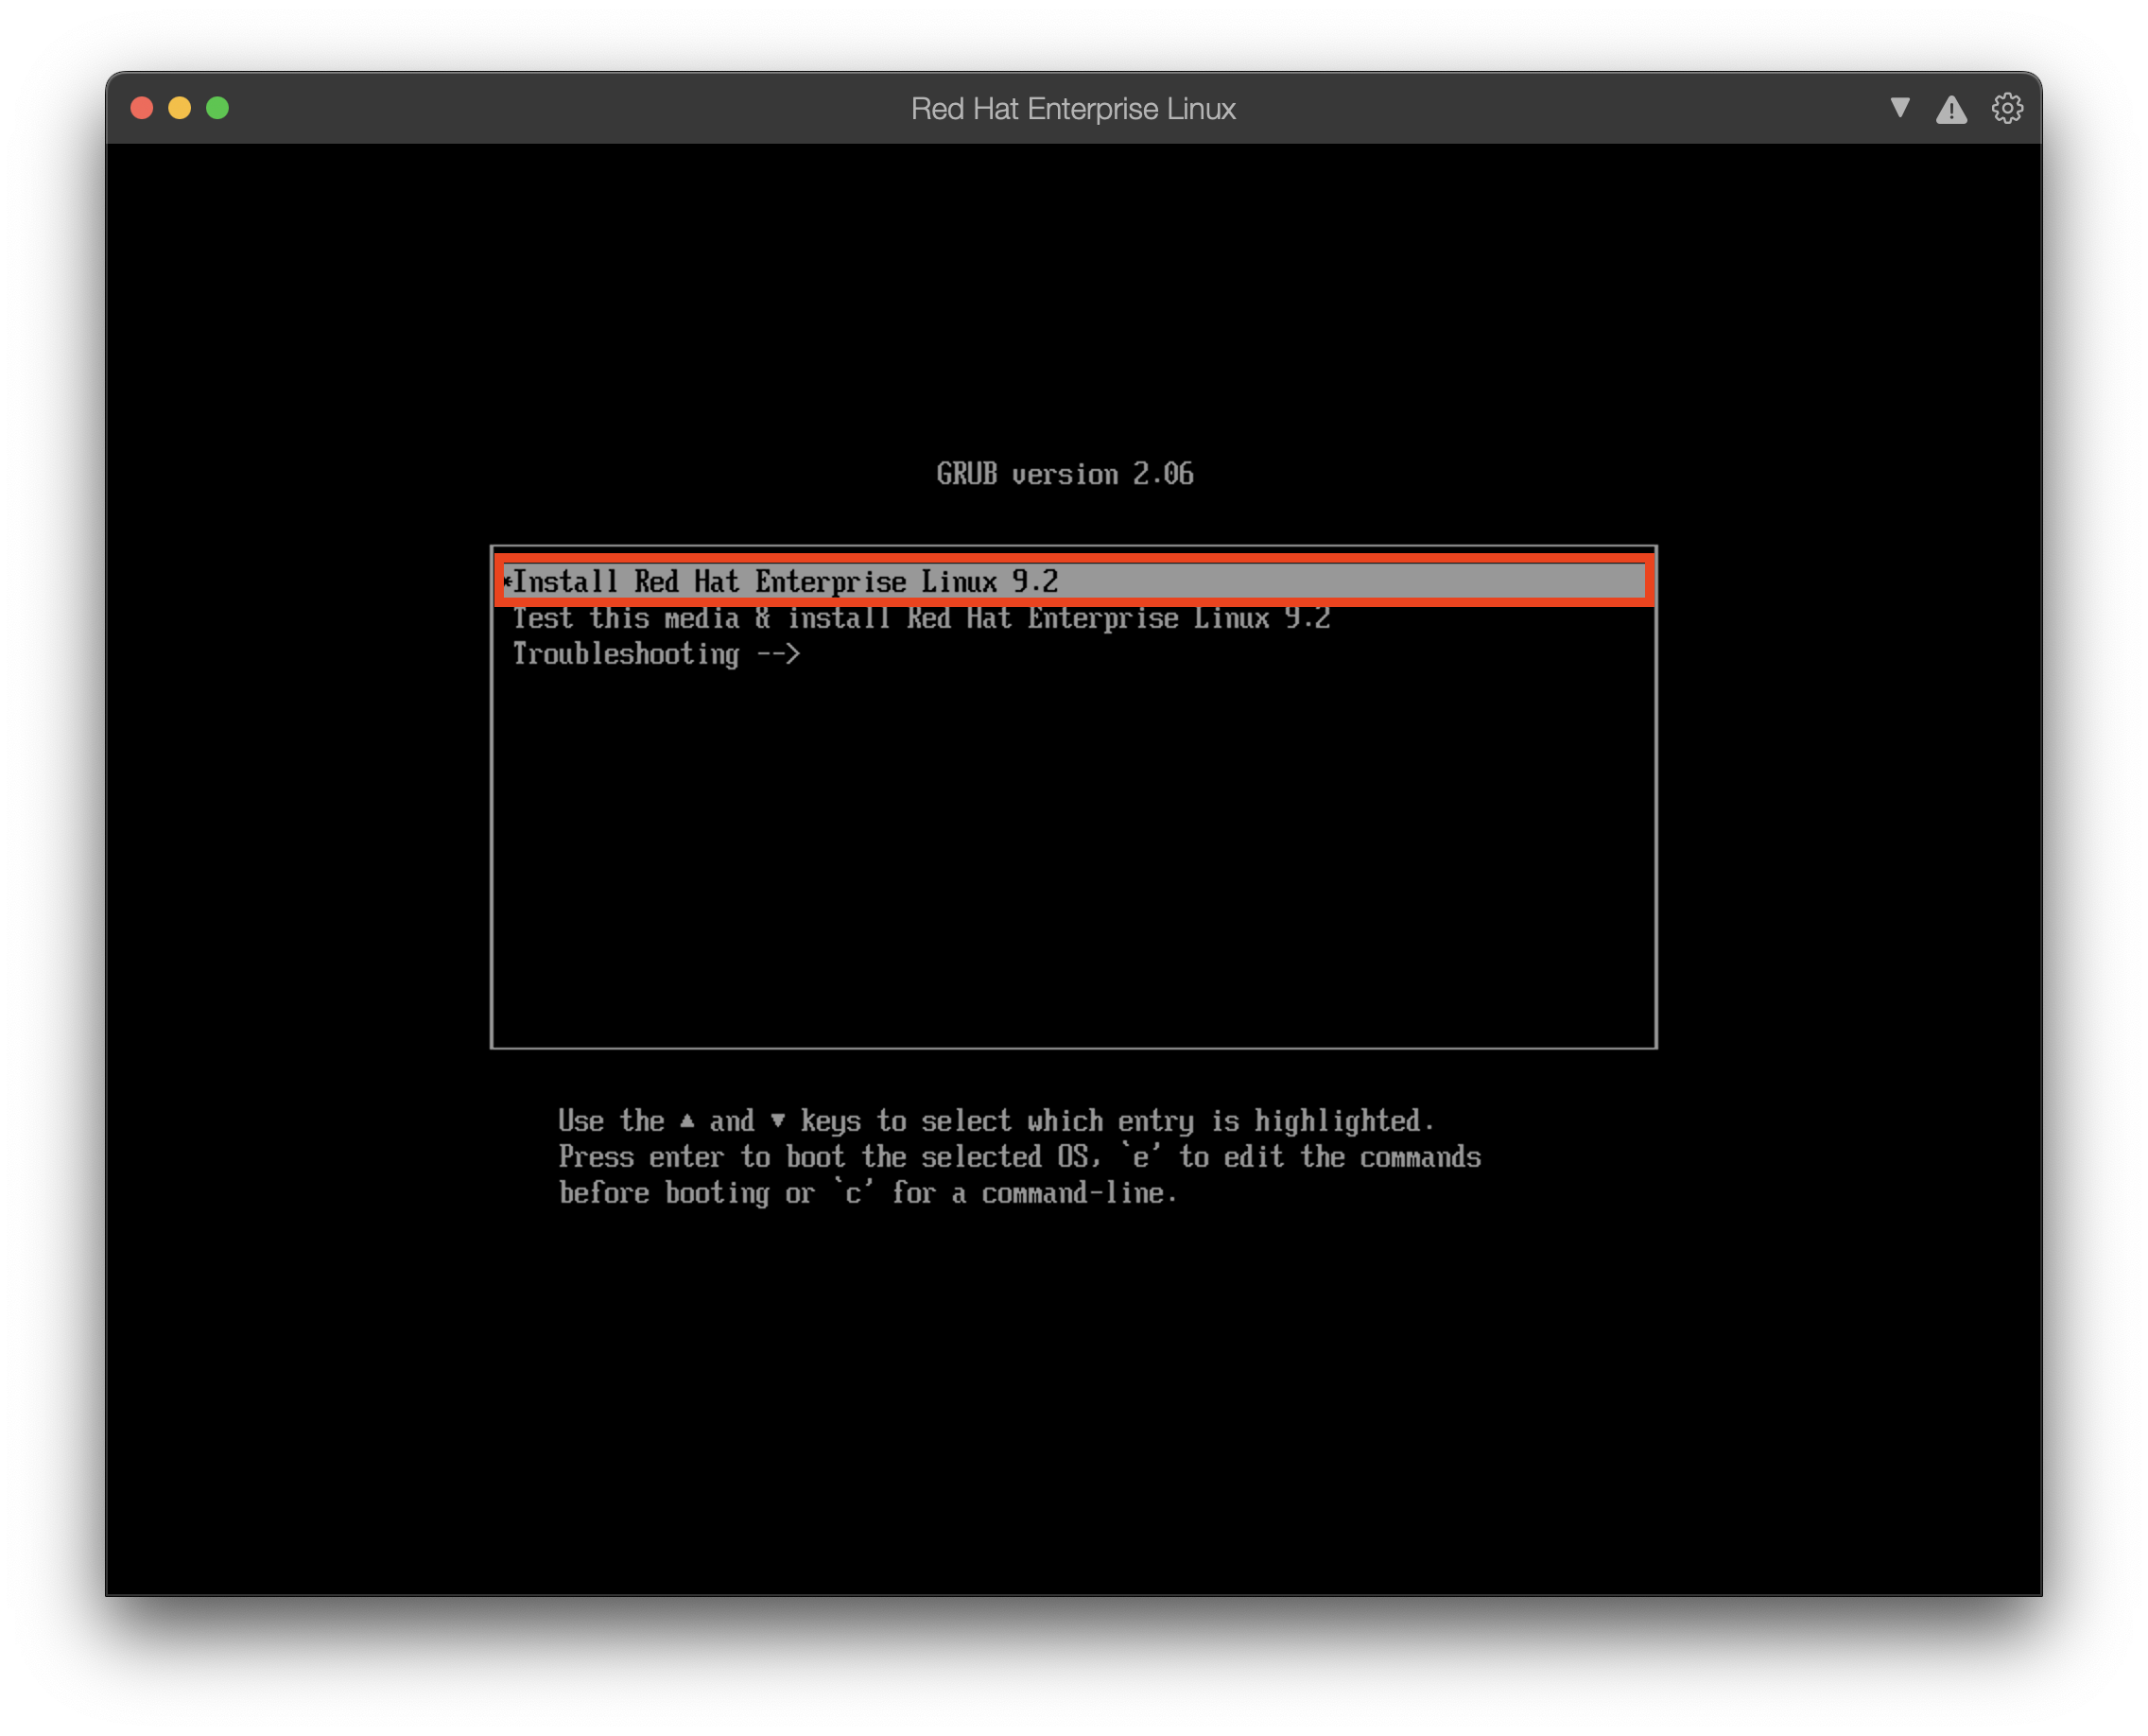 Red Hat Enterprise Linux
GRUB version 2.06
*Install Red Hat Enterprise Linux 9.2
Test this media & install Red Hat Enterprise Linux 9.2
Troubleshooting -->
Use the ▲ and ▼ keys to select which entry is highlighted.
Press enter to boot the selected OS, `e' to edit the commands
before booting or `c' for a command-line.